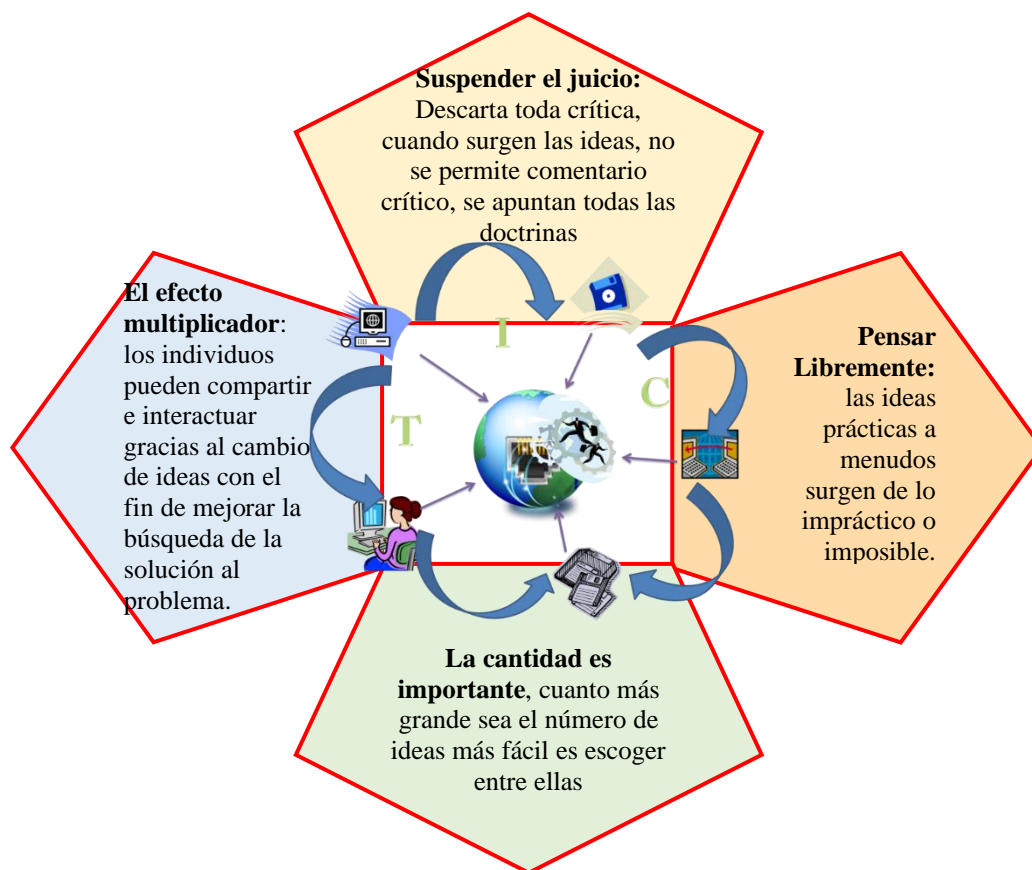 Suspender el juicio:
Descarta toda crítica,
cuando surgen las ideas, no
se permite comentario
crítico, se apuntan todas las
doctrinas
El efecto
multiplicador:
los individuos
pueden compartir
e interactuar
gracias al cambio
de ideas con el
fin de mejorar la
búsqueda de la
solución al
problema.
T
I
C
Pensar
Libremente:
las ideas
prácticas a
menudos
surgen de lo
impráctico o
imposible.
La cantidad es
importante, cuanto más
grande sea el número de
ideas más fácil es escoger
entre ellas